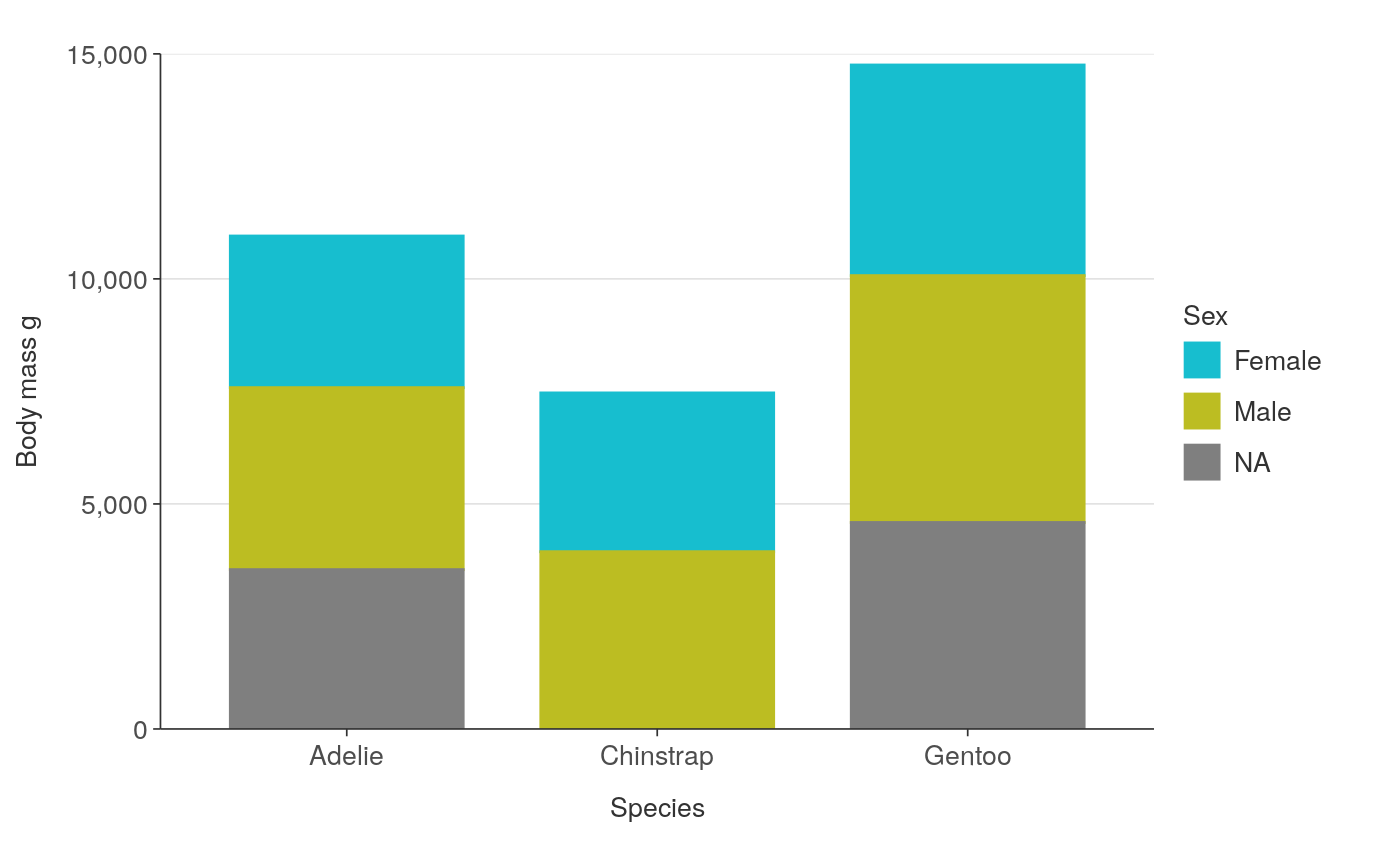 15,000
10,000
5,000
0
Body mass g
Adelie
Chinstrap
Gentoo
Species
Sex
Female
Male
NA